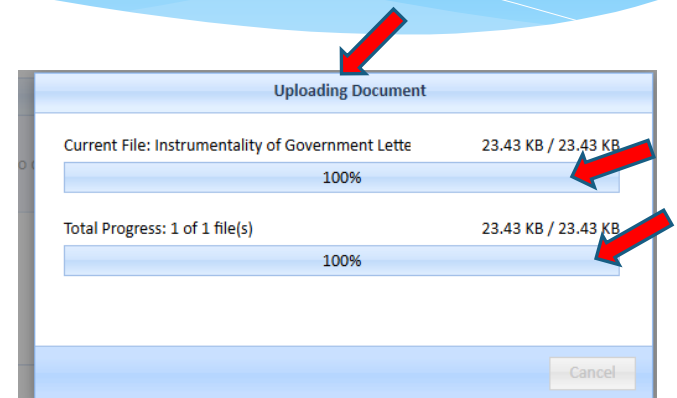 Uploading Document
Current File: Instrumentality of Government Lette 23.43 KB / 23.43 KB
100%
Total Progress: 1 of 1 file(s) 23.43 KB / 23.43 KB
100%
Cancel